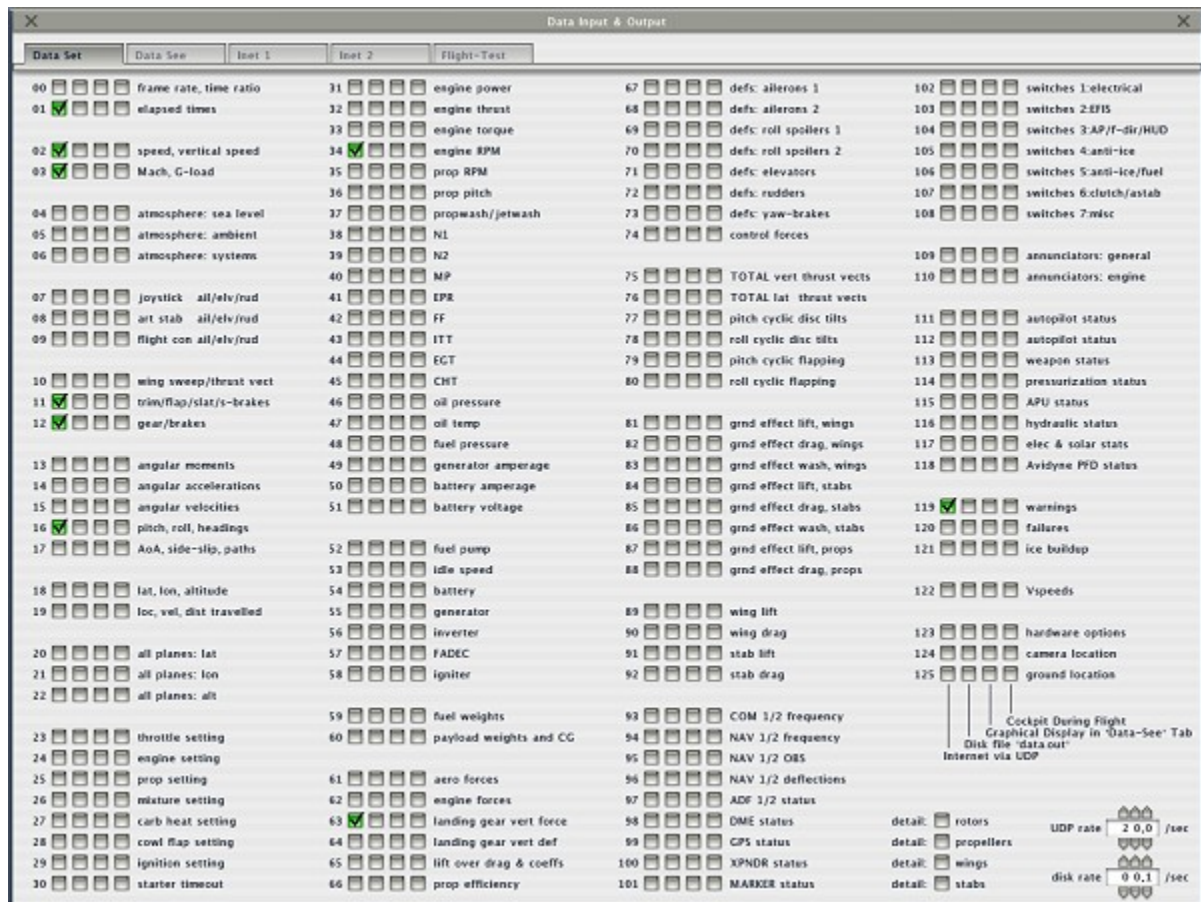 Data Input & Output
Data Set
Data See
Inet 1
Inet 2
Flight-Test
00 frame rate, time ratio
01 elapsed times
02 speed, vertical speed
03 Mach, G-load
04 atmosphere: sea level
05 atmosphere: ambient
06 atmosphere: systems
07 joystick ail/elv/rud
08 art stab ail/elv/rud
09 flight con ail/elv/rud
10 wing sweep/thrust vect
11 trim/flap/slat/s-brakes
12 gear/brakes
13 angular moments
14 angular accelerations
15 angular velocities
16 pitch, roll, headings
17 AoA, side-slip, paths
18 lat, lon, altitude
19 loc, vel, dist travelled
20 all planes: lat
21 all planes: lon
22 all planes: alt
23 throttle setting
24 engine setting
25 prop setting
26 mixture setting
27 carb heat setting
28 cowl flap setting
29 ignition setting
30 starter timeout
31 engine power
32 engine thrust
33 engine torque
34 engine RPM
35 prop RPM
36 prop pitch
37 propwash/jetwash
38 N1
39 N2
40 MP
41 EPR
42 FF
43 ITT
44 EGT
45 CHT
46 oil pressure
47 oil temp
48 fuel pressure
49 generator amperage
50 battery amperage
51 battery voltage
52 fuel pump
53 idle speed
54 battery
55 generator
56 inverter
57 FADEC
58 igniter
59 fuel weights
60 payload weights and CG
61 aero forces
62 engine forces
63 landing gear vert force
64 landing gear vert def
65 lift over drag & coeffs
66 prop efficiency
67 defs: ailerons 1
68 defs: ailerons 2
69 defs: roll spoilers 1
70 defs: roll spoilers 2
71 defs: elevators
72 defs: rudders
73 defs: yaw-brakes
74 control forces
75 TOTAL vert thrust vects
76 TOTAL lat thrust vects
77 pitch cyclic disc tilts
78 roll cyclic disc tilts
79 pitch cyclic flapping
80 roll cyclic flapping
81 grnd effect lift, wings
82 grnd effect drag, wings
83 grnd effect wash, wings
84 grnd effect lift, stabs
85 grnd effect drag, stabs
86 grnd effect wash, stabs
87 grnd effect lift, props
88 grnd effect drag, props
89 wing lift
90 wing drag
91 stab lift
92 stab drag
93 COM 1/2 frequency
94 NAV 1/2 frequency
95 NAV 1/2 OBS
96 NAV 1/2 deflections
97 ADF 1/2 status
98 DME status
99 GPS status
100 XPNDR status
101 MARKER status
102 switches 1:electrical
103 switches 2:EFIS
104 switches 3:AP/f-dir/HUD
105 switches 4:anti-ice
106 switches 5:anti-ice/fuel
107 switches 6:clutch/astab
108 switches 7:misc
109 annunciators: general
110 annunciators: engine
111 autopilot status
112 autopilot status
113 weapon status
114 pressurization status
115 APU status
116 hydraulic status
117 elec & solar stats
118 Avidyne PFD status
119 warnings
120 failures
121 ice buildup
122 Vspeeds
123 hardware options
124 camera location
125 ground location
Cockpit During Flight
Graphical Display in 'Data-See' Tab
Disk file 'data.out'
Internet via UDP
detail: rotors
detail: propellers
detail: wings
detail: stabs
UDP rate 20.0 /sec
disk rate 00.1 /sec